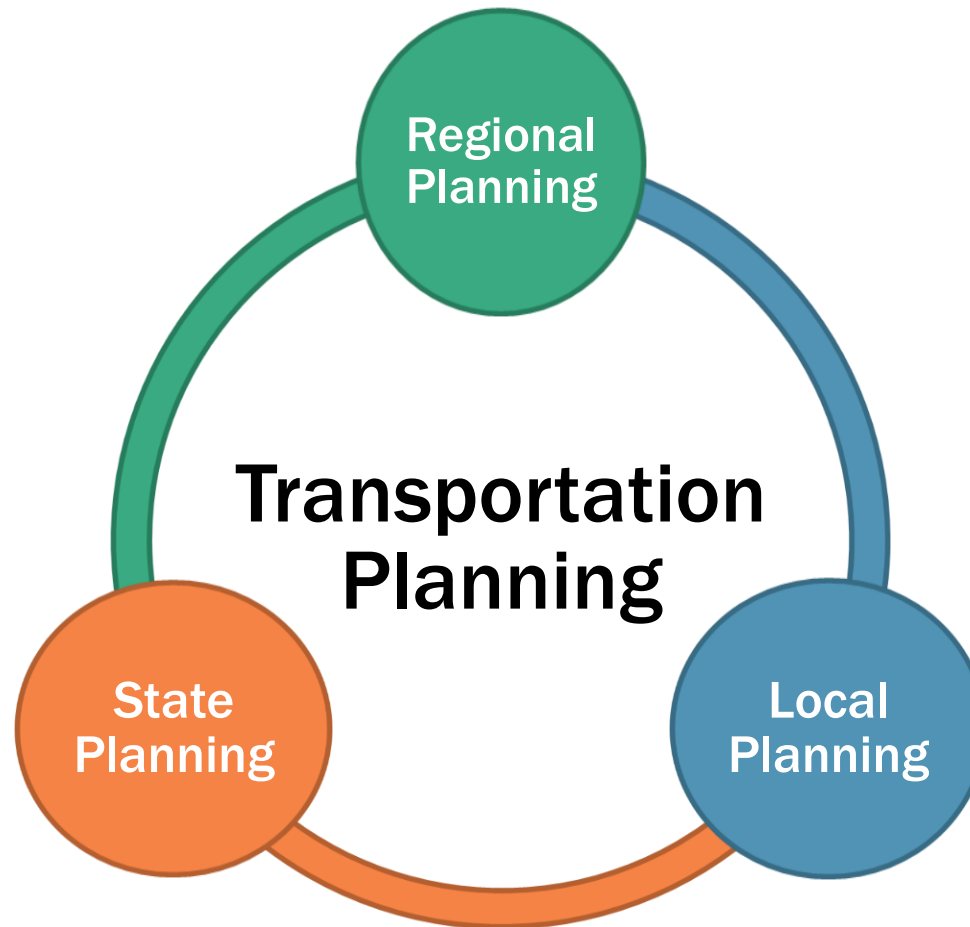 Regional
Planning
Transportation
Planning
State
Planning
Local
Planning